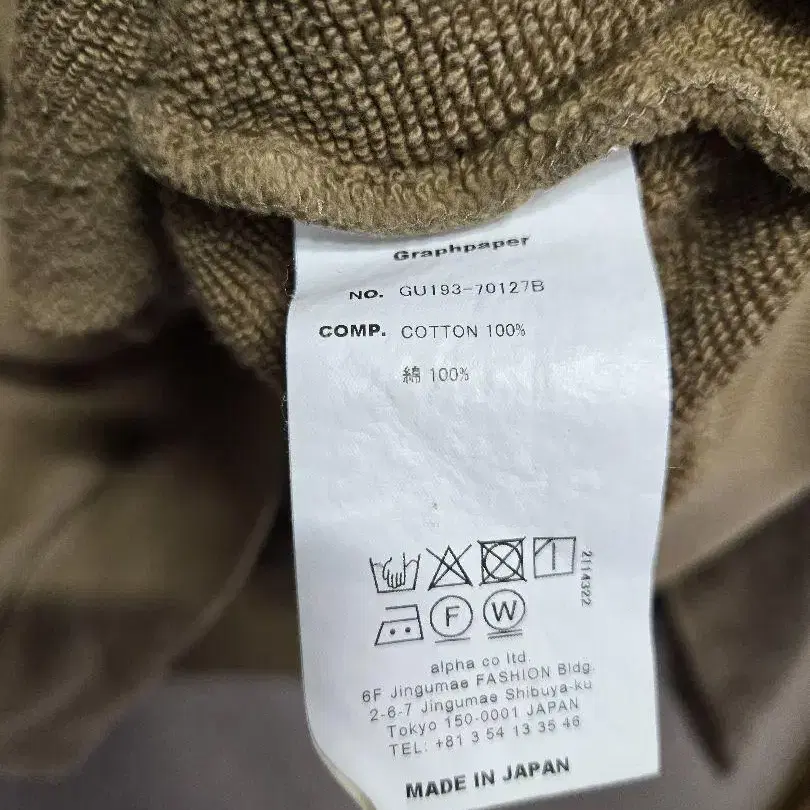 Graphpaper
NO. GU193-70127B
COMP. COTTON 100%
綿 100%
2114322
F W
alpha co ltd.
6F Jingumae FASHION Bldg.
2-6-7 Jingumae Shibuya-ku
Tokyo 150-0001 JAPAN
TEL: +81 3 54 13 35 46
MADE IN JAPAN